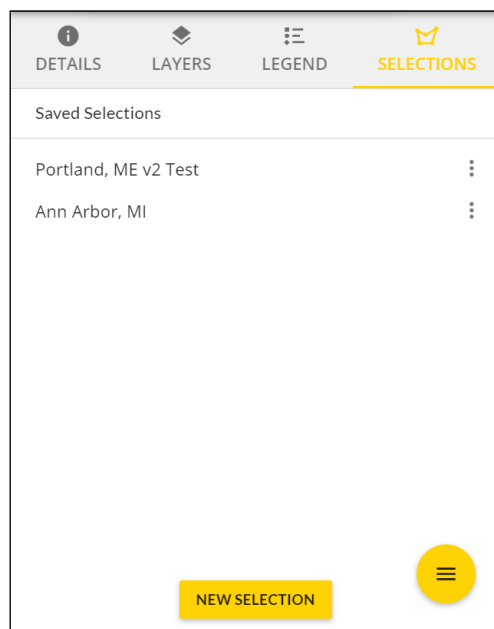 DETAILS LAYERS LEGEND SELECTIONS
Saved Selections
Portland, ME v2 Test
Ann Arbor, MI
NEW SELECTION